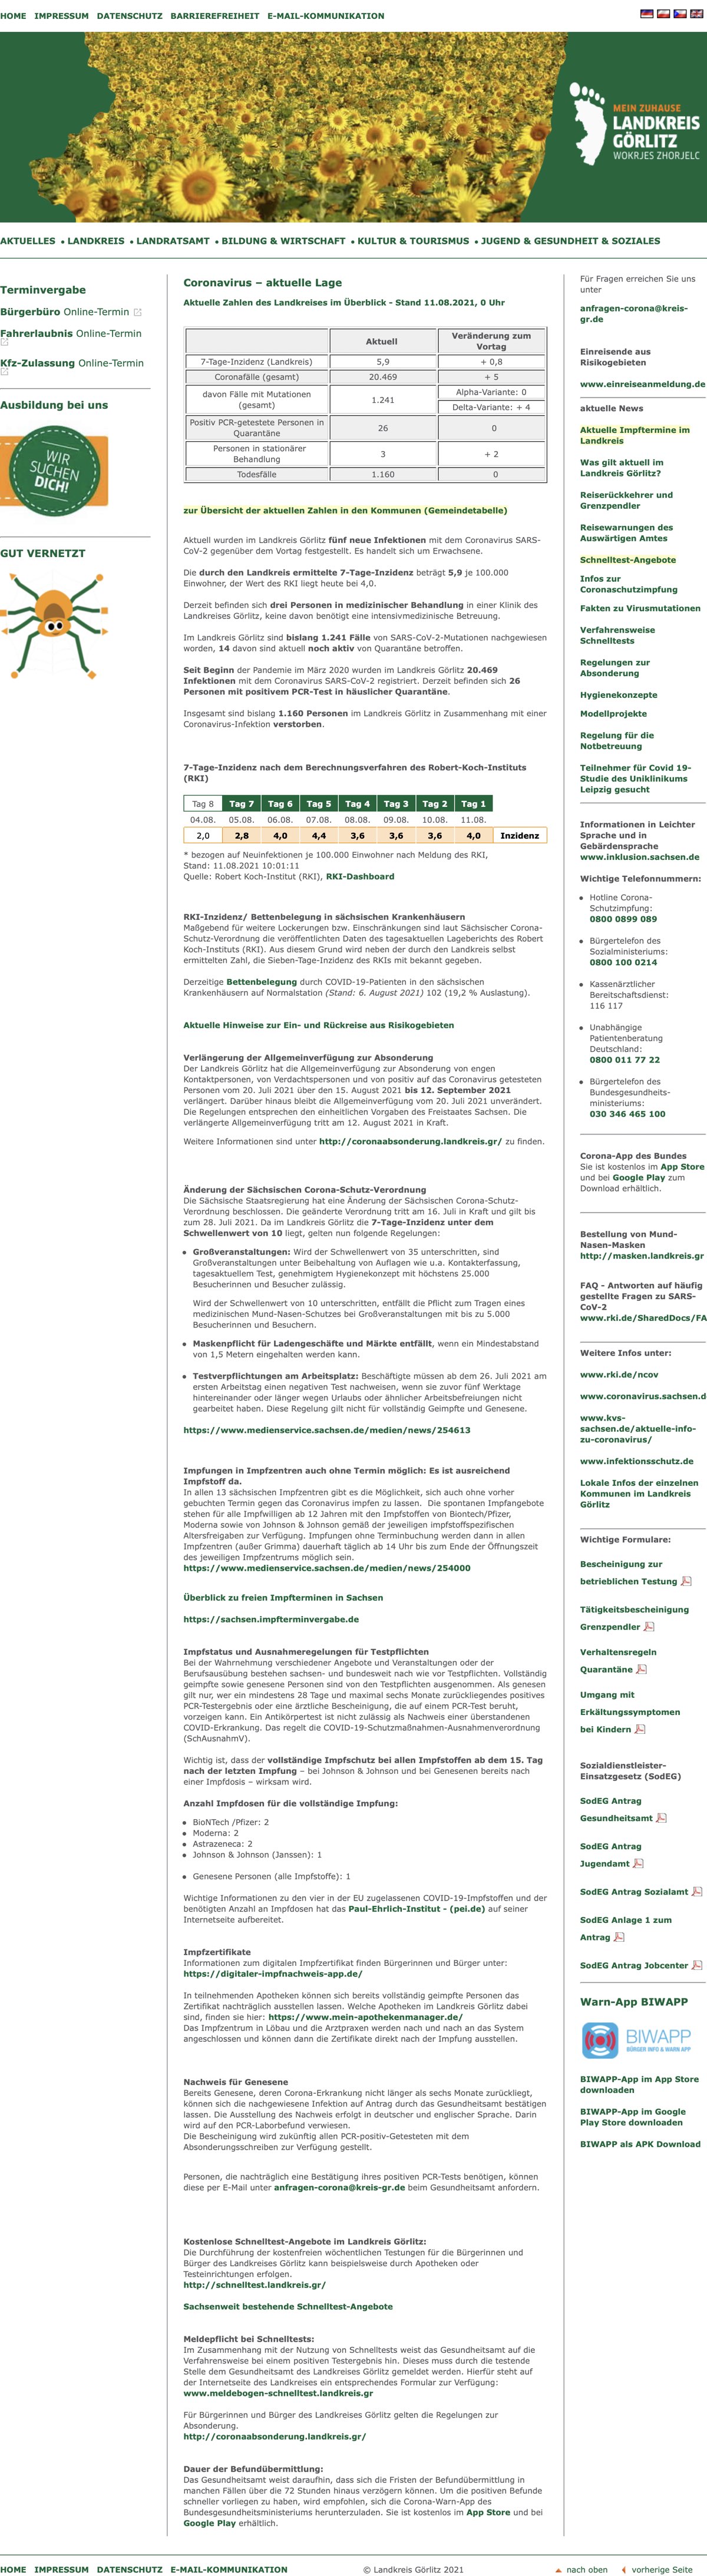 HOME IMPRESSUM DATENSCHUTZ BARRIEREFREIHEIT E-MAIL-KOMMUNIKATION
MEIN ZUHAUSE
LANDKREIS
GÖRLITZ
WOKRJES ZHORJELC
AKTUELLES • LANDKREIS • LANDRATSAMT • BILDUNG & WIRTSCHAFT • KULTUR & TOURISMUS • JUGEND & GESUNDHEIT & SOZIALES
Terminvergabe
Bürgerbüro Online-Termin
Fahrerlaubnis Online-Termin
Kfz-Zulassung Online-Termin
Ausbildung bei uns
WIR
SUCHEN
DICH!
GUT VERNETZT
Coronavirus – aktuelle Lage
Aktuelle Zahlen des Landkreises im Überblick - Stand 11.08.2021, 0 Uhr
Aktuell Veränderung zum
Vortag
7-Tage-Inzidenz (Landkreis) 5,9 + 0,8
Coronafälle (gesamt) 20.469 + 5
davon Fälle mit Mutationen
(gesamt) 1.241 Alpha-Variante: 0
Delta-Variante: + 4
Positiv PCR-getestete Personen in
Quarantäne 26 0
Personen in stationärer
Behandlung 3 + 2
Todesfälle 1.160 0
zur Übersicht der aktuellen Zahlen in den Kommunen (Gemeindetabelle)
Aktuell wurden im Landkreis Görlitz fünf neue Infektionen mit dem Coronavirus SARS-
CoV-2 gegenüber dem Vortag festgestellt. Es handelt sich um Erwachsene.
Die durch den Landkreis ermittelte 7-Tage-Inzidenz beträgt 5,9 je 100.000
Einwohner, der Wert des RKI liegt heute bei 4,0.
Derzeit befinden sich drei Personen in medizinischer Behandlung in einer Klinik des
Landkreises Görlitz, keine davon benötigt eine intensivmedizinische Betreuung.
Im Landkreis Görlitz sind bislang 1.241 Fälle von SARS-CoV-2-Mutationen nachgewiesen
worden, 14 davon sind aktuell noch aktiv von Quarantäne betroffen.
Seit Beginn der Pandemie im März 2020 wurden im Landkreis Görlitz 20.469
Infektionen mit dem Coronavirus SARS-CoV-2 registriert. Derzeit befinden sich 26
Personen mit positivem PCR-Test in häuslicher Quarantäne.
Insgesamt sind bislang 1.160 Personen im Landkreis Görlitz in Zusammenhang mit einer
Coronavirus-Infektion verstorben.
7-Tage-Inzidenz nach dem Berechnungsverfahren des Robert-Koch-Instituts
(RKI)
Tag 8 Tag 7 Tag 6 Tag 5 Tag 4 Tag 3 Tag 2 Tag 1
04.08. 05.08. 06.08. 07.08. 08.08. 09.08. 10.08. 11.08.
2,0 2,8 4,0 4,4 3,6 3,6 3,6 4,0 Inzidenz
* bezogen auf Neuinfektionen je 100.000 Einwohner nach Meldung des RKI,
Stand: 11.08.2021 10:01:11
Quelle: Robert Koch-Institut (RKI), RKI-Dashboard
RKI-Inzidenz/ Bettenbelegung in sächsischen Krankenhäusern
Maßgebend für weitere Lockerungen bzw. Einschränkungen sind laut Sächsischer Corona-
Schutz-Verordnung die veröffentlichten Daten des tagesaktuellen Lageberichts des Robert
Koch-Instituts (RKI). Aus diesem Grund wird neben der durch den Landkreis selbst
ermittelten Zahl, die Sieben-Tage-Inzidenz des RKIs mit bekannt gegeben.
Derzeitige Bettenbelegung durch COVID-19-Patienten in den sächsischen
Krankenhäusern auf Normalstation (Stand: 6. August 2021) 102 (19,2 % Auslastung).
Aktuelle Hinweise zur Ein- und Rückreise aus Risikogebieten
Verlängerung der Allgemeinverfügung zur Absonderung
Der Landkreis Görlitz hat die Allgemeinverfügung zur Absonderung von engen
Kontaktpersonen, von Verdachtspersonen und von positiv auf das Coronavirus getesteten
Personen vom 20. Juli 2021 über den 15. August 2021 bis 12. September 2021
verlängert. Darüber hinaus bleibt die Allgemeinverfügung vom 20. Juli 2021 unverändert.
Die Regelungen entsprechen den einheitlichen Vorgaben des Freistaates Sachsen. Die
verlängerte Allgemeinverfügung tritt am 12. August 2021 in Kraft.
Weitere Informationen sind unter http://coronaabsonderung.landkreis.gr/ zu finden.
Änderung der Sächsischen Corona-Schutz-Verordnung
Die Sächsische Staatsregierung hat eine Änderung der Sächsischen Corona-Schutz-
Verordnung beschlossen. Die geänderte Verordnung tritt am 16. Juli in Kraft und gilt bis
zum 28. Juli 2021. Da im Landkreis Görlitz die 7-Tage-Inzidenz unter dem
Schwellenwert von 10 liegt, gelten nun folgende Regelungen:
• Großveranstaltungen: Wird der Schwellenwert von 35 unterschritten, sind
Großveranstaltungen unter Beibehaltung von Auflagen wie u.a. Kontakterfassung,
tagesaktuellem Test, genehmigtem Hygienekonzept mit höchstens 25.000
Besucherinnen und Besucher zulässig.
Wird der Schwellenwert von 10 unterschritten, entfällt die Pflicht zum Tragen eines
medizinischen Mund-Nasen-Schutzes bei Großveranstaltungen mit bis zu 5.000
Besucherinnen und Besuchern.
• Maskenpflicht für Ladengeschäfte und Märkte entfällt, wenn ein Mindestabstand
von 1,5 Metern eingehalten werden kann.
• Testverpflichtungen am Arbeitsplatz: Beschäftigte müssen ab dem 26. Juli 2021 am
ersten Arbeitstag einen negativen Test nachweisen, wenn sie zuvor fünf Werktage
hintereinander oder länger wegen Urlaubs oder ähnlicher Arbeitsfreiheiten nicht
gearbeitet haben. Diese Regelung gilt nicht für vollständig Geimpfte und Genesene.
https://www.medienservice.sachsen.de/medien/news/254613
Impfungen in Impfzentren auch ohne Termin möglich: Es ist ausreichend
Impfstoff da.
In allen 13 sächsischen Impfzentren gibt es die Möglichkeit, sich auch ohne vorher
gebuchten Termin gegen das Coronavirus impfen zu lassen. Die spontanen Impfangebote
stehen für alle Impfwilligen ab 12 Jahren mit den Impfstoffen von Biontech/Pfizer,
Moderna sowie von Johnson & Johnson gemäß der jeweiligen impfstoffspezifischen
Altersfreigaben zur Verfügung. Impfungen ohne Terminbuchung werden dann in allen
Impfzentren (außer Grimma) dauerhaft täglich ab 14 Uhr bis zum Ende der Öffnungszeit
des jeweiligen Impfzentrums möglich sein.
https://www.medienservice.sachsen.de/medien/news/254000
Überblick zu freien Impfterminen in Sachsen
https://sachsen.impfterminvergabe.de
Impfstatus und Ausnahmeregelungen für Testpflichten
Bei der Wahrnehmung verschiedener Angebote und Veranstaltungen oder der
Berufsausübung bestehen sachsen- und bundesweit nach wie vor Testpflichten. Vollständig
geimpfte sowie genesene Personen sind von den Testpflichten ausgenommen. Als genesen
gilt nur, wer ein mindestens 28 Tage und maximal sechs Monate zurückliegendes positives
PCR-Testergebnis oder eine ärztliche Bescheinigung, die auf einem PCR-Test beruht,
vorzeigen kann. Ein Antikörpertest ist nicht zulässig als Nachweis einer überstandenen
COVID-Erkrankung. Das regelt die COVID-19-Schutzmaßnahmen-Ausnahmenverordnung
(SchAusnahmV).
Wichtig ist, dass der vollständige Impfschutz bei allen Impfstoffen ab dem 15. Tag
nach der letzten Impfung – bei Johnson & Johnson und bei Genesenen bereits nach
einer Impfdosis – wirksam wird.
Anzahl Impfdosen für die vollständige Impfung:
• BioNTech /Pfizer: 2
• Moderna: 2
• Astrazeneca: 2
• Johnson & Johnson (Janssen): 1
• Genesene Personen (alle Impfstoffe): 1
Wichtige Informationen zu den vier in der EU zugelassenen COVID-19-Impfstoffen und der
benötigten Anzahl an Impfdosen hat das Paul-Ehrlich-Institut - (pei.de) auf seiner
Internetseite aufbereitet.
Impfzertifikate
Informationen zum digitalen Impfzertifikat finden Bürgerinnen und Bürger unter:
https://digitaler-impfnachweis-app.de/
In teilnehmenden Apotheken können sich bereits vollständig geimpfte Personen das
Zertifikat nachträglich ausstellen lassen. Welche Apotheken im Landkreis Görlitz dabei
sind, finden sie hier: https://www.mein-apothekenmanager.de/
Das Impfzentrum in Löbau und die Arztpraxen werden nach und nach an das System
angeschlossen und können dann die Zertifikate direkt nach der Impfung ausstellen.
Nachweis für Genesene
Bereits Genesene, deren Corona-Erkrankung nicht länger als sechs Monate zurückliegt,
können sich die nachgewiesene Infektion auf Antrag durch das Gesundheitsamt bestätigen
lassen. Die Ausstellung des Nachweis erfolgt in deutscher und englischer Sprache. Darin
wird auf den PCR-Laborbefund verwiesen.
Die Bescheinigung wird zukünftig allen PCR-positiv-Getesteten mit dem
Absonderungsschreiben zur Verfügung gestellt.
Personen, die nachträglich eine Bestätigung ihres positiven PCR-Tests benötigen, können
diese per E-Mail unter anfragen-corona@kreis-gr.de beim Gesundheitsamt anfordern.
Kostenlose Schnelltest-Angebote im Landkreis Görlitz:
Die Durchführung der kostenfreien wöchentlichen Testungen für die Bürgerinnen und
Bürger des Landkreises Görlitz kann beispielsweise durch Apotheken oder
Testeinrichtungen erfolgen.
http://schnelltest.landkreis.gr/
Sachsenweit bestehende Schnelltest-Angebote
Meldepflicht bei Schnelltests:
Im Zusammenhang mit der Nutzung von Schnelltests weist das Gesundheitsamt auf die
Verfahrensweise bei einem positiven Testergebnis hin. Dieses muss durch die testende
Stelle dem Gesundheitsamt des Landkreises Görlitz gemeldet werden. Hierfür steht auf
der Internetseite des Landkreises ein entsprechendes Formular zur Verfügung:
www.meldebogen-schnelltest.landkreis.gr
Für Bürgerinnen und Bürger des Landkreises Görlitz gelten die Regelungen zur
Absonderung.
http://coronaabsonderung.landkreis.gr/
Dauer der Befundübermittlung:
Das Gesundheitsamt weist daraufhin, dass sich die Fristen der Befundübermittlung in
manchen Fällen über die 72 Stunden hinaus verzögern können. Um die positiven Befunde
schneller vorliegen zu haben, wird empfohlen, sich die Corona-Warn-App des
Bundesgesundheitsministeriums herunterzuladen. Sie ist kostenlos im App Store und bei
Google Play erhältlich.
Für Fragen erreichen Sie uns
unter
anfragen-corona@kreis-
gr.de
Einreisende aus
Risikogebieten
www.einreiseanmeldung.de
aktuelle News
Aktuelle Impftermine im
Landkreis
Was gilt aktuell im
Landkreis Görlitz?
Reiserückkehrer und
Grenzpendler
Reisewarnungen des
Auswärtigen Amtes
Schnelltest-Angebote
Infos zur
Coronaschutzimpfung
Fakten zu Virusmutationen
Verfahrensweise
Schnelltests
Regelungen zur
Absonderung
Hygienekonzepte
Modellprojekte
Regelung für die
Notbetreuung
Teilnehmer für Covid 19-
Studie des Uniklinikums
Leipzig gesucht
Informationen in Leichter
Sprache und in
Gebärdensprache
www.inklusion.sachsen.de
Wichtige Telefonnummern:
• Hotline Corona-
Schutzimpfung:
0800 0899 089
• Bürgertelefon des
Sozialministeriums:
0800 100 0214
• Kassenärztlicher
Bereitschaftsdienst:
116 117
• Unabhängige
Patientenberatung
Deutschland:
0800 011 77 22
• Bürgertelefon des
Bundesgesundheits-
ministeriums:
030 346 465 100
Corona-App des Bundes
Sie ist kostenlos im App Store
und bei Google Play zum
Download erhältlich.
Bestellung von Mund-
Nasen-Masken
http://masken.landkreis.gr
FAQ - Antworten auf häufig
gestellte Fragen zu SARS-
CoV-2
www.rki.de/SharedDocs/FA
Weitere Infos unter:
www.rki.de/ncov
www.coronavirus.sachsen.d
www.kvs-
sachsen.de/aktuelle-info-
zu-coronavirus/
www.infektionsschutz.de
Lokale Infos der einzelnen
Kommunen im Landkreis
Görlitz
Wichtige Formulare:
Bescheinigung zur
betrieblichen Testung
Tätigkeitsbescheinigung
Grenzpendler
Verhaltensregeln
Quarantäne
Umgang mit
Erkältungssymptomen
bei Kindern
Sozialdienstleister-
Einsatzgesetz (SodEG)
SodEG Antrag
Gesundheitsamt
SodEG Antrag
Jugendamt
SodEG Antrag Sozialamt
SodEG Anlage 1 zum
Antrag
SodEG Antrag Jobcenter
Warn-App BIWAPP
BIWAPP
BÜRGER INFO & WARN APP
BIWAPP-App im App Store
downloaden
BIWAPP-App im Google
Play Store downloaden
BIWAPP als APK Download
HOME IMPRESSUM DATENSCHUTZ E-MAIL-KOMMUNIKATION © Landkreis Görlitz 2021 nach oben vorherige Seite